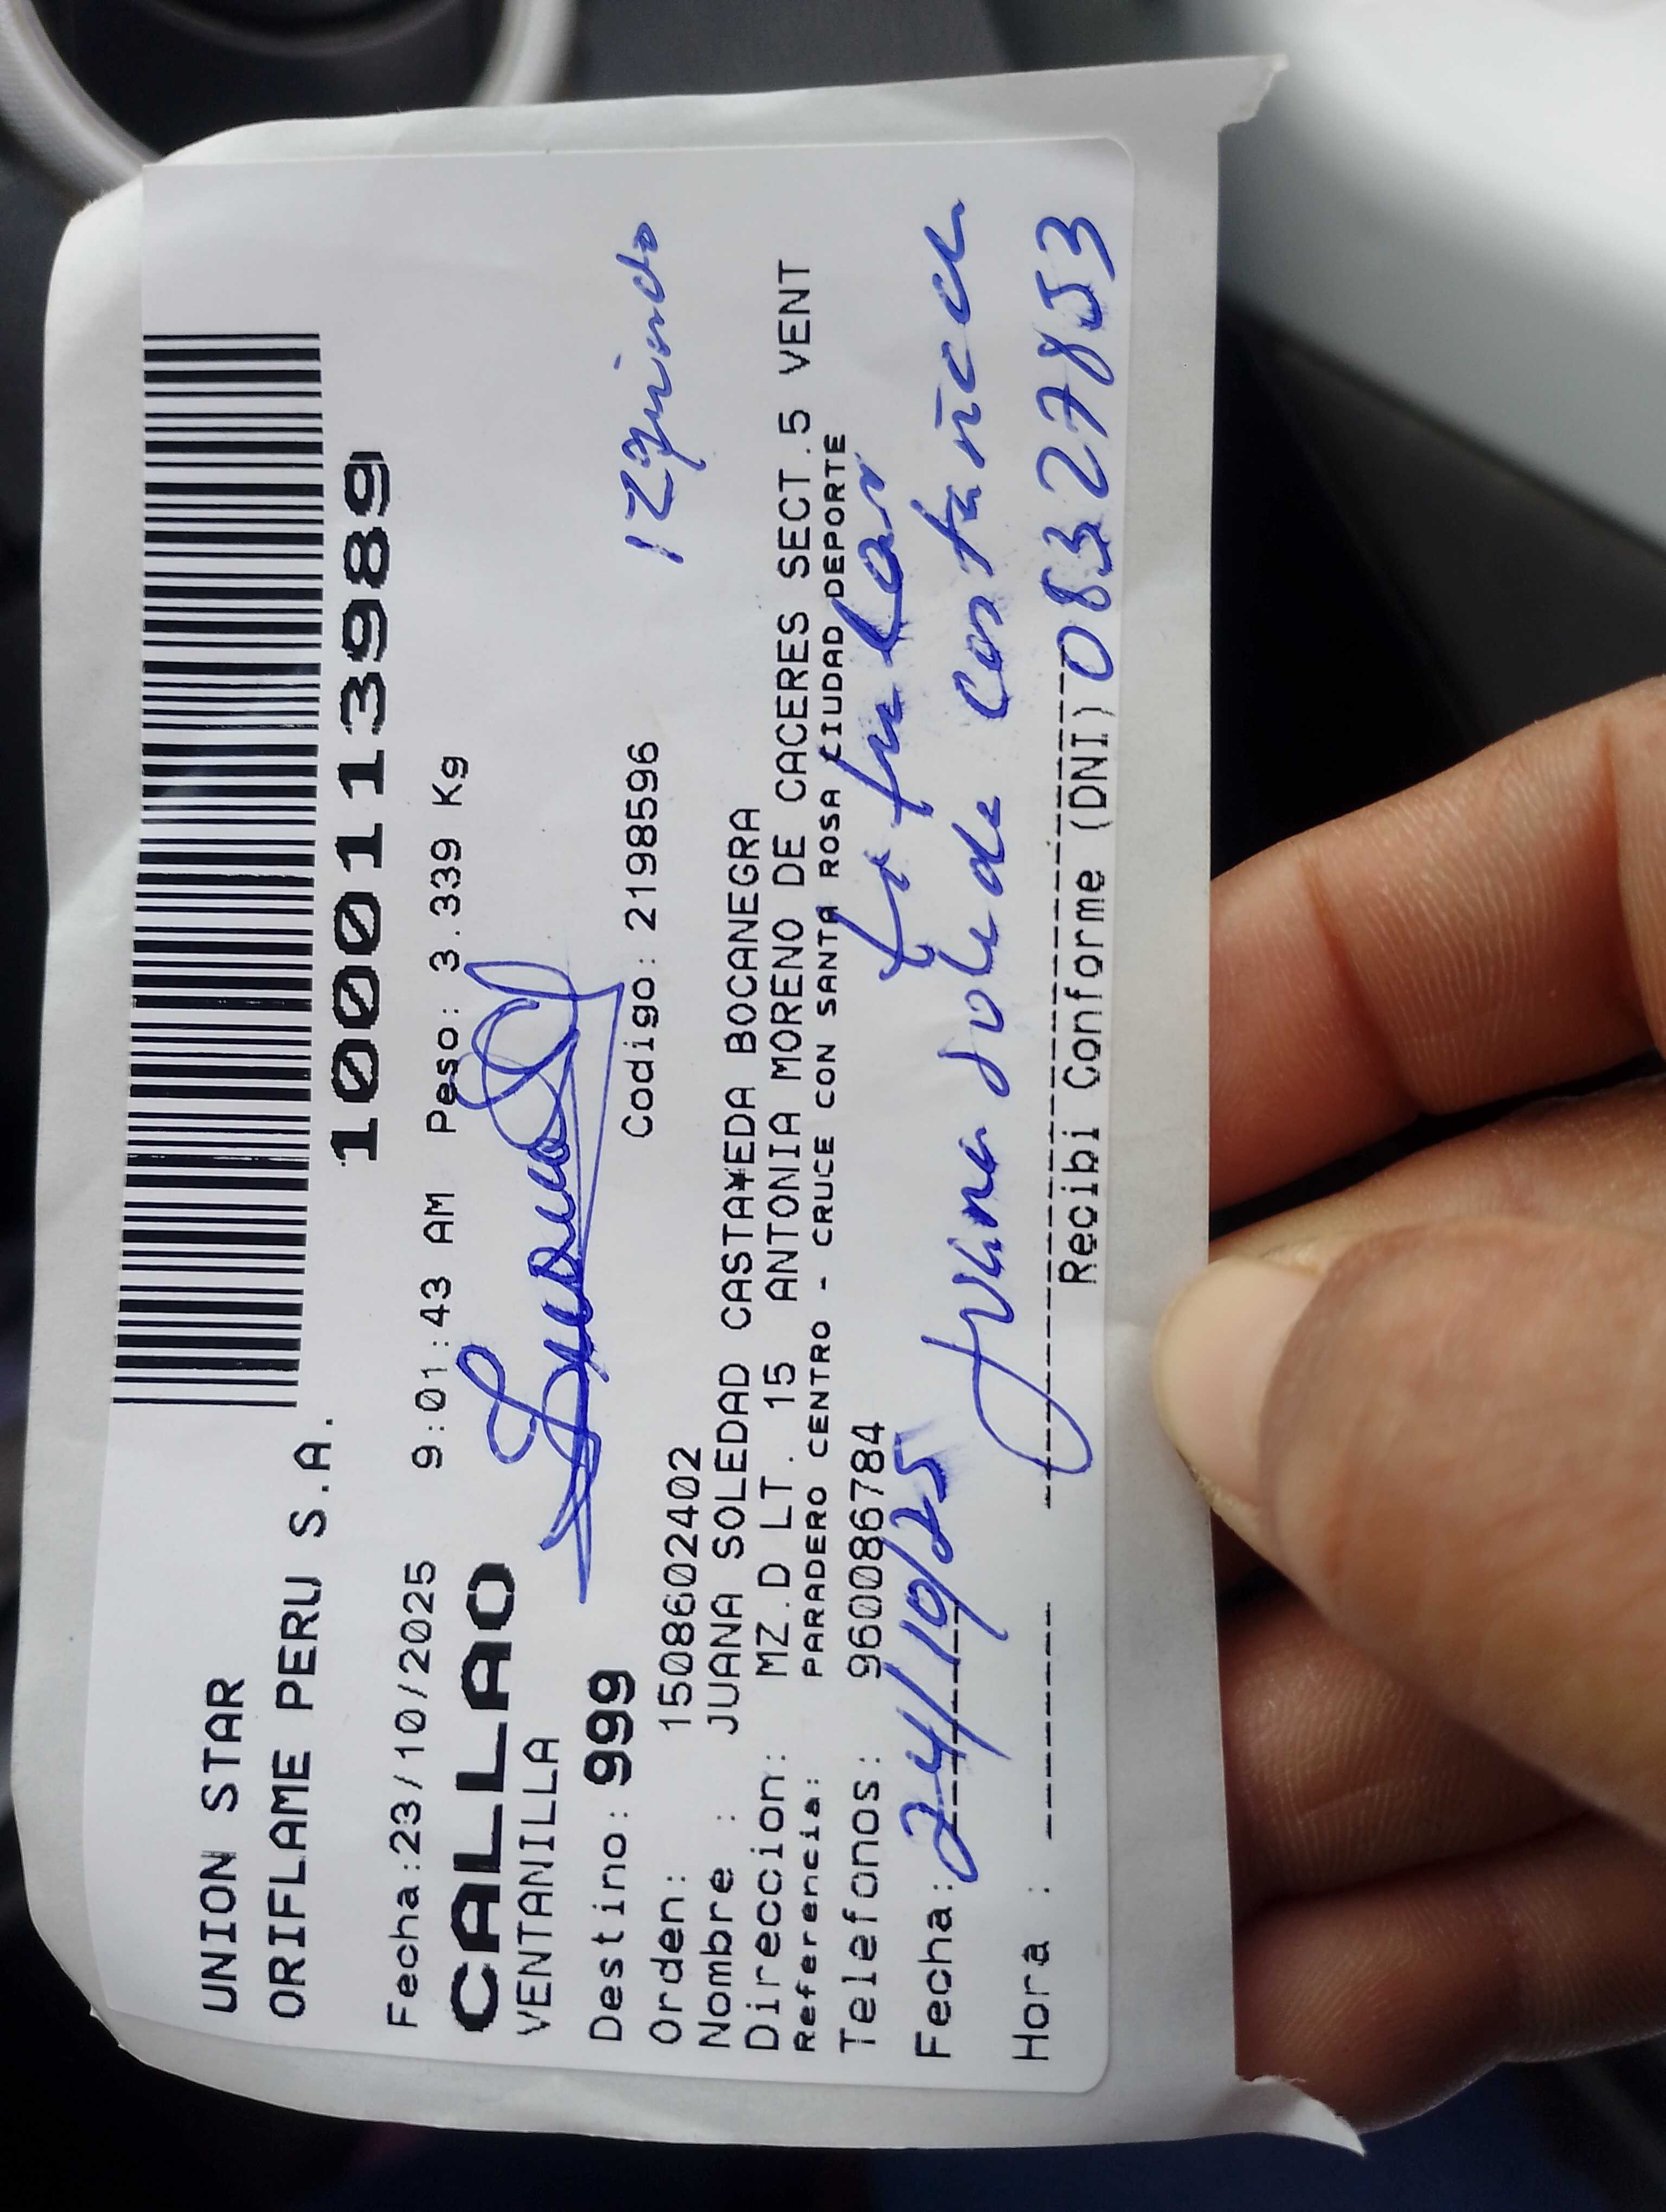 UNION STAR
ORIFLAME PERU S.A.
1000113989
Fecha:23/10/2025 9:01:43 AM Peso: 3.339 Kg
CALLAO
VENTANILLA
Destino: 999
Codigo: 2198596
Orden: 1508602402
Nombre : JUANA SOLEDAD CASTA¥EDA BOCANEGRA
Direccion: MZ.D LT. 15 ANTONIA MORENO DE CACERES SECT.5 VENT
Referencia: PARADERO CENTRO - CRUCE CON SANTA ROSA CIUDAD DEPORTE
Telefonos: 960086784
titular
Fecha: 24/10/25
Juana
Hora :
Recibi Conforme (DNI) 08327853